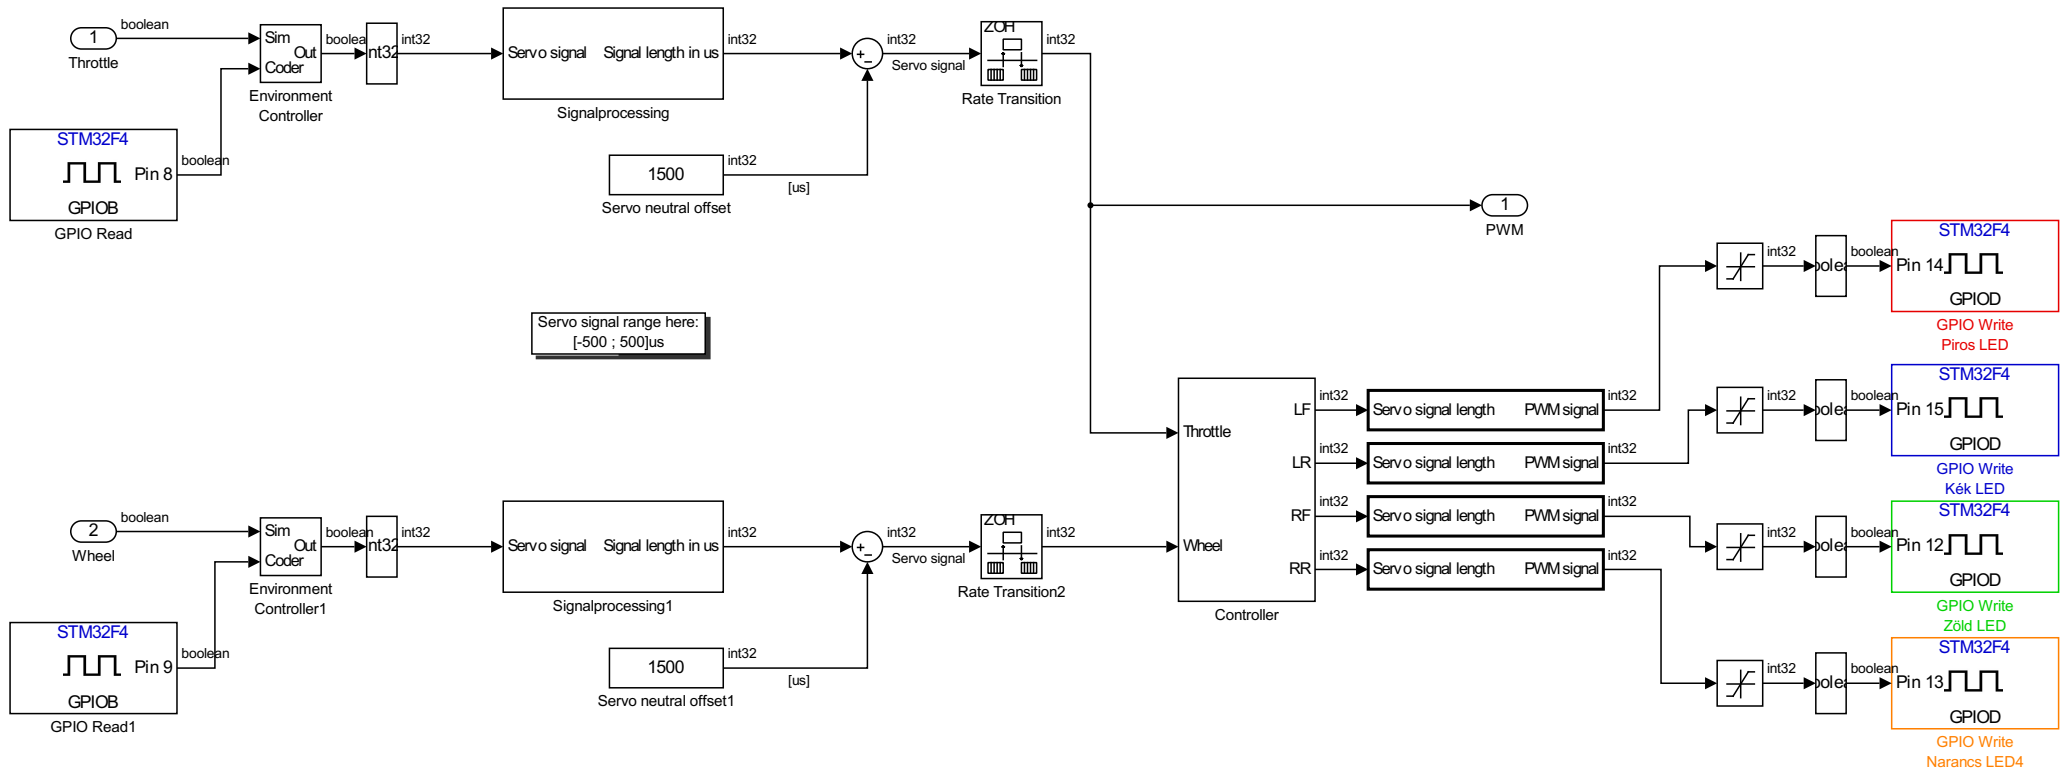 1
Throttle
boolean
Sim
Out
Coder
Environment
Controller
boolea
nt32
int32
Servo signal
Signal length in us
Signalprocessing
int32
int32
Servo signal
ZOH
Rate Transition
int32
STM32F4
Pin 8
GPIOB
GPIO Read
boolean
1500
Servo neutral offset
int32
[us]
1
PWM
Servo signal range here:
[-500 ; 500]us
Throttle
Wheel
LF
LR
RF
RR
Controller
int32
Servo signal length
PWM signal
int32
int32
Servo signal length
PWM signal
int32
int32
Servo signal length
PWM signal
int32
int32
Servo signal length
PWM signal
int32
int32
oolea
boolean
STM32F4
Pin 14
GPIOD
GPIO Write
Piros LED
int32
oolea
boolean
STM32F4
Pin 15
GPIOD
GPIO Write
Kék LED
int32
oolea
boolean
STM32F4
Pin 12
GPIOD
GPIO Write
Zöld LED
int32
oolea
boolean
STM32F4
Pin 13
GPIOD
GPIO Write
Narancs LED4
2
Wheel
boolean
Sim
Out
Coder
Environment
Controller1
boolean
nt32
int32
Servo signal
Signal length in us
Signalprocessing1
int32
int32
Servo signal
ZOH
Rate Transition2
int32
STM32F4
Pin 9
GPIOB
GPIO Read1
boolean
1500
Servo neutral offset1
int32
[us]